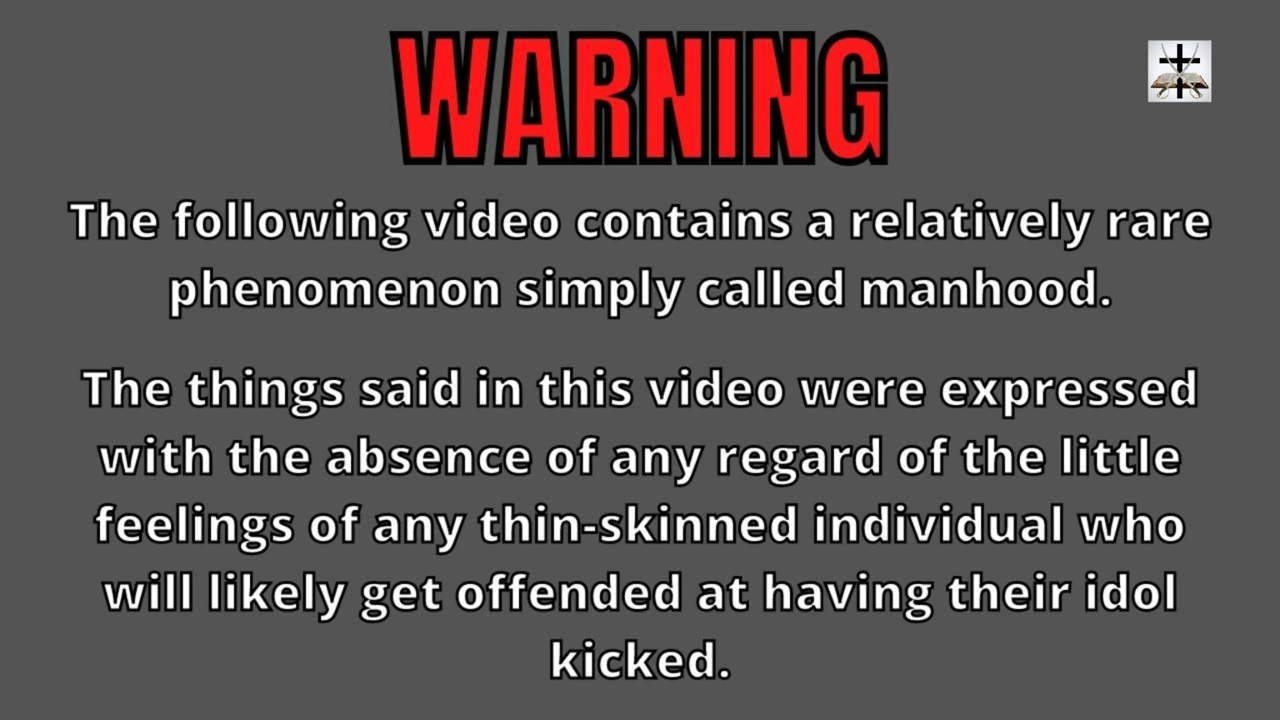 WARNING
The following video contains a relatively rare
phenomenon simply called manhood.
The things said in this video were expressed
with the absence of any regard of the little
feelings of any thin-skinned individual who
will likely get offended at having their idol
kicked.